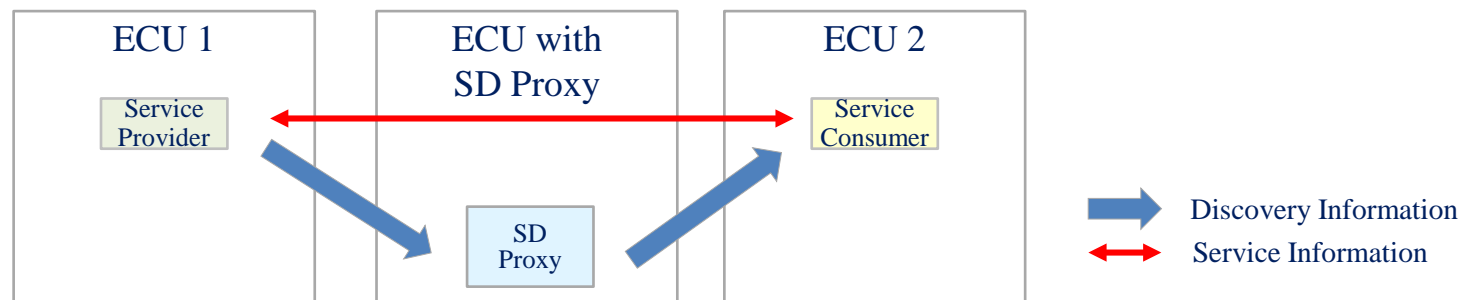 ECU 1
Service
Provider
ECU with
SD Proxy
SD
Proxy
ECU 2
Service
Consumer
Discovery Information
Service Information